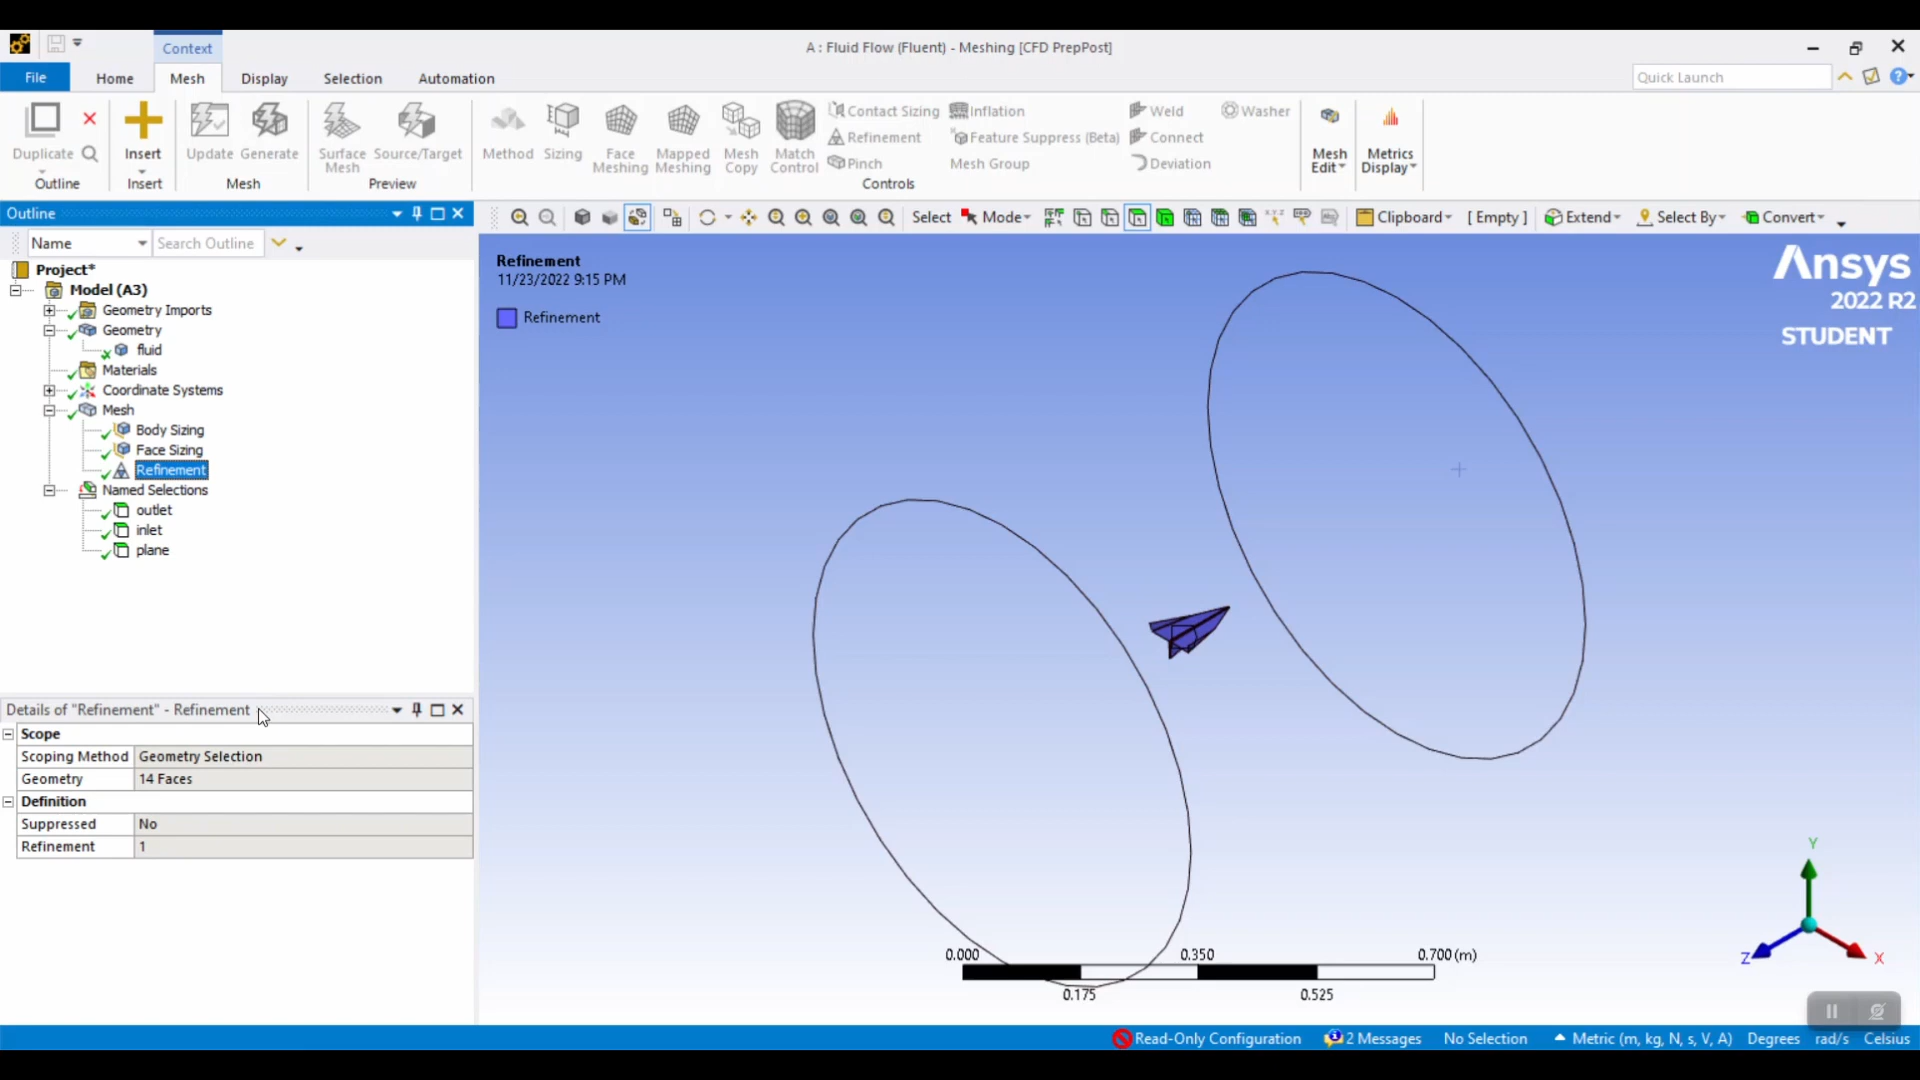 Context
A : Fluid Flow (Fluent) - Meshing [CFD PrepPost]
File Home Mesh Display Selection Automation
Quick Launch
Duplicate
Outline
Insert
Insert
Update Generate
Mesh
Surface Mesh
Source/Target
Preview
Method Sizing Face Meshing Mapped Meshing Mesh Copy Match Control
Contact Sizing
Refinement
Pinch
Inflation
Feature Suppress (Beta)
Mesh Group
Weld
Connect
Deviation
Washer
Controls
Mesh Edit
Metrics Display
Outline
Select Mode Clipboard [ Empty ] Extend Select By Convert
Name Search Outline
Project*
Model (A3)
Geometry Imports
Geometry
fluid
Materials
Coordinate Systems
Mesh
Body Sizing
Face Sizing
Refinement
Named Selections
outlet
inlet
plane
Refinement
11/23/2022 9:15 PM
Refinement
Ansys
2022 R2
STUDENT
Details of "Refinement" - Refinement
Scope
Scoping Method Geometry Selection
Geometry 14 Faces
Definition
Suppressed No
Refinement 1
0.000 0.350 0.700 (m)
0.175 0.525
Y
Z
X
Read-Only Configuration 2 Messages No Selection Metric (m, kg, N, s, V, A) Degrees rad/s Celsius